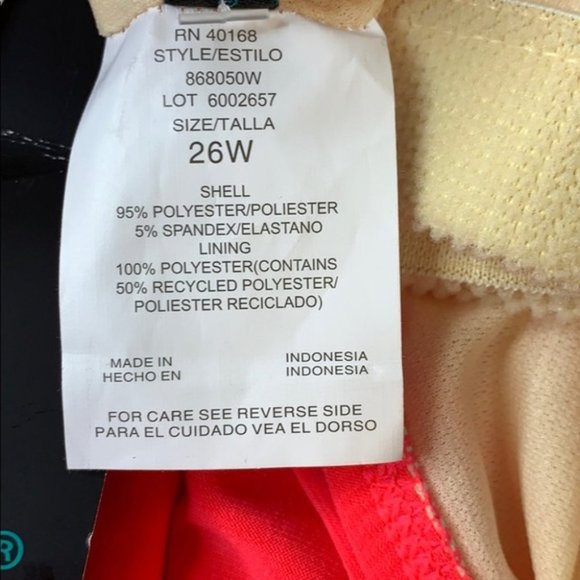 RN 40168
STYLE/ESTILO
868050W
LOT 6002657
SIZE/TALLA
26W
SHELL
95% POLYESTER/POLIESTER
5% SPANDEX/ELASTANO
LINING
100% POLYESTER(CONTAINS
50% RECYCLED POLYESTER/
POLIESTER RECICLADO)
MADE IN INDONESIA
HECHO EN INDONESIA
FOR CARE SEE REVERSE SIDE
PARA EL CUIDADO VEA EL DORSO
R